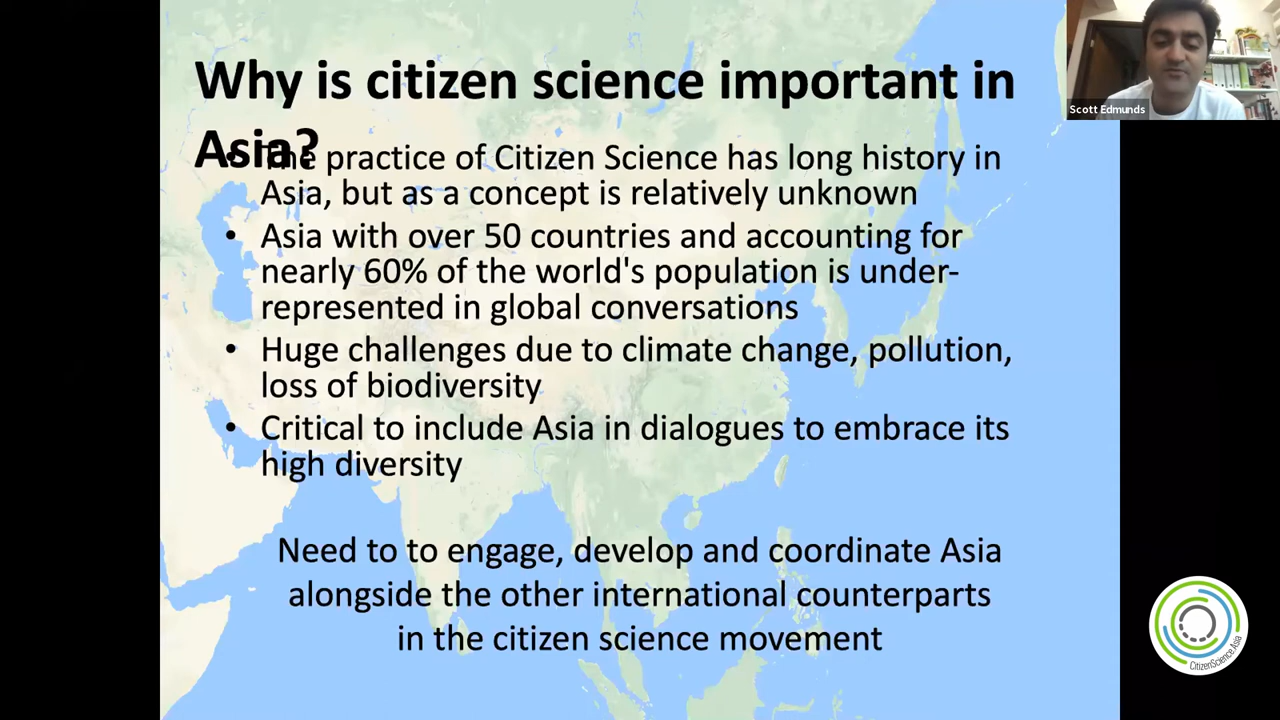 Why is citizen science important in
Asia?
• The practice of Citizen Science has long history in
Asia, but as a concept is relatively unknown
• Asia with over 50 countries and accounting for
nearly 60% of the world's population is under-
represented in global conversations
• Huge challenges due to climate change, pollution,
loss of biodiversity
• Critical to include Asia in dialogues to embrace its
high diversity
Need to to engage, develop and coordinate Asia
alongside the other international counterparts
in the citizen science movement
Scott Edmunds
CitizenScience.Asia